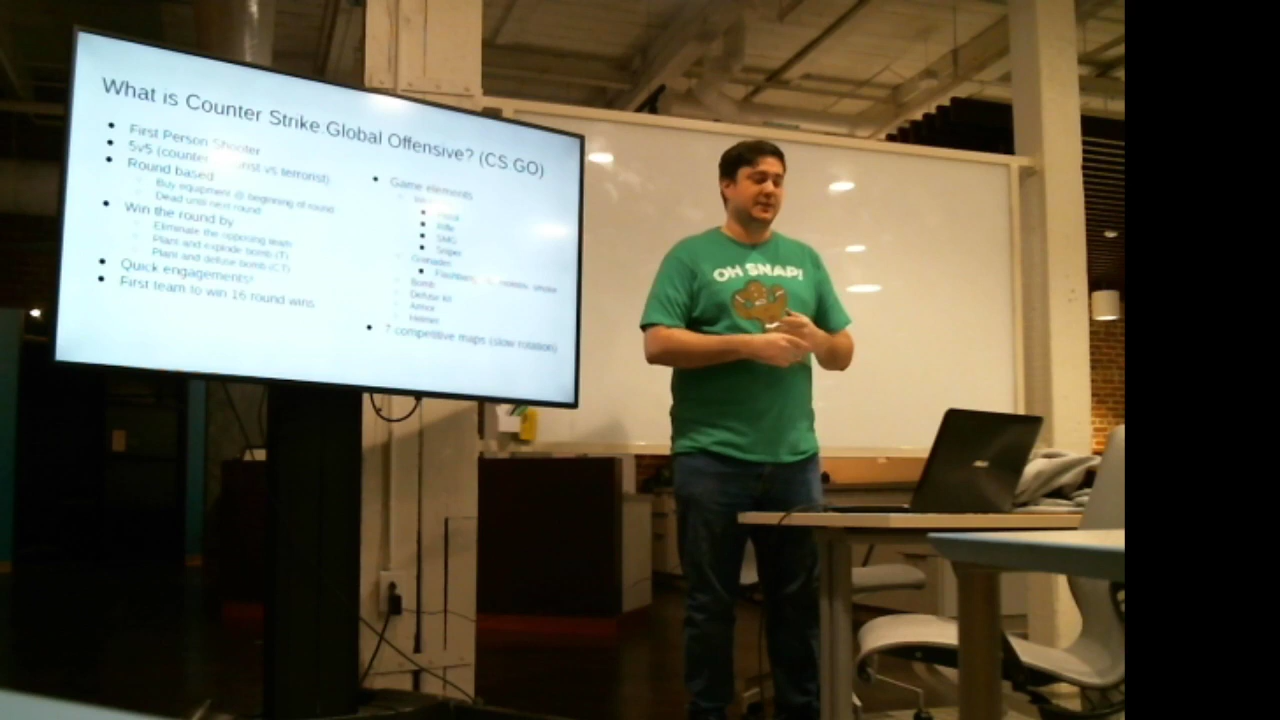 What is Counter Strike:Global Offensive? (CS:GO)
First Person Shooter
5v5 (counter terrorist vs terrorist)
Round based
Buy equipment @ beginning of round
Dead until next round
Win the round by
Eliminate the opposing team
Plant and explode bomb (T)
Plant and defuse bomb (CT)
Quick engagements!
First team to win 16 round wins
Game elements
Rifle
SMG
Sniper
Grenades
smoke
Bomb
Defuse kit
Armor
Helmet
7 competitive maps (slow rotation)
OH SNAP!